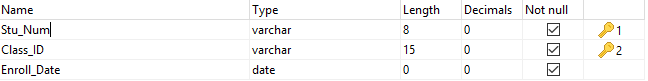 Name Type Length Decimals Not null
Stu_Num varchar 8 0 1
Class_ID varchar 15 0 2
Enroll_Date date 0 0